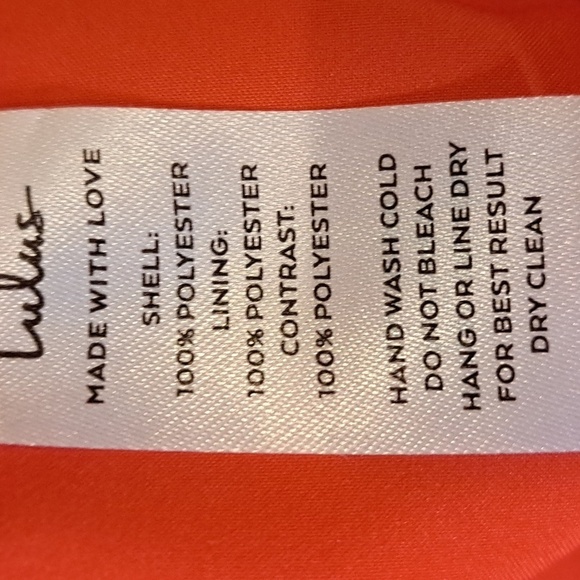 Lulus
MADE WITH LOVE
SHELL:
100% POLYESTER
LINING:
100% POLYESTER
CONTRAST:
100% POLYESTER
HAND WASH COLD
DO NOT BLEACH
HANG OR LINE DRY
FOR BEST RESULT
DRY CLEAN